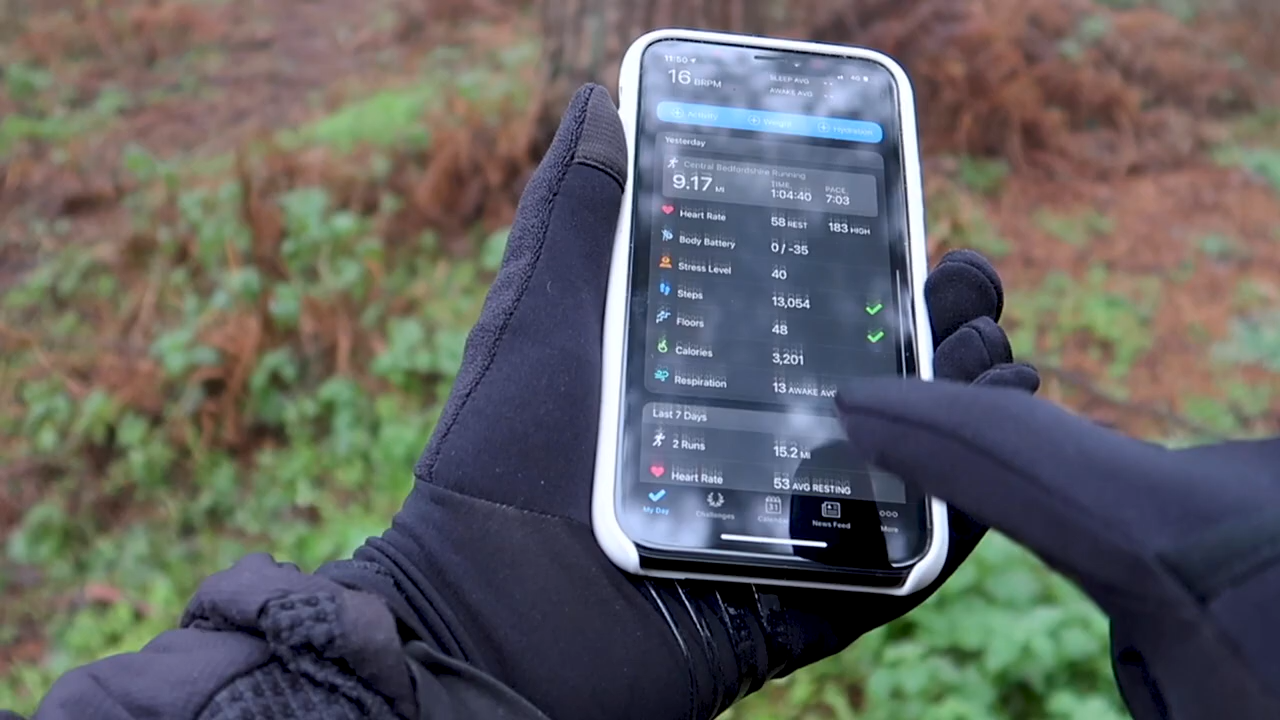 11:50
16 BRPM
SLEEP AVG --
AWAKE AVG --
4G
Activity Weight Hydration
Yesterday
Central Bedfordshire Running
9.17 MI
TIME, 1:04:40
PACE, 7:03
Heart Rate 58 REST 183 HIGH
Body Battery 0 / -35
Stress Level 40
Steps 13,054
Floors 48
Calories 3,201
Respiration 13 AWAKE AVG
Last 7 Days
2 Runs 15.2 MI
Heart Rate 53 AVG RESTING
My Day Challenges Calendar News Feed More
31